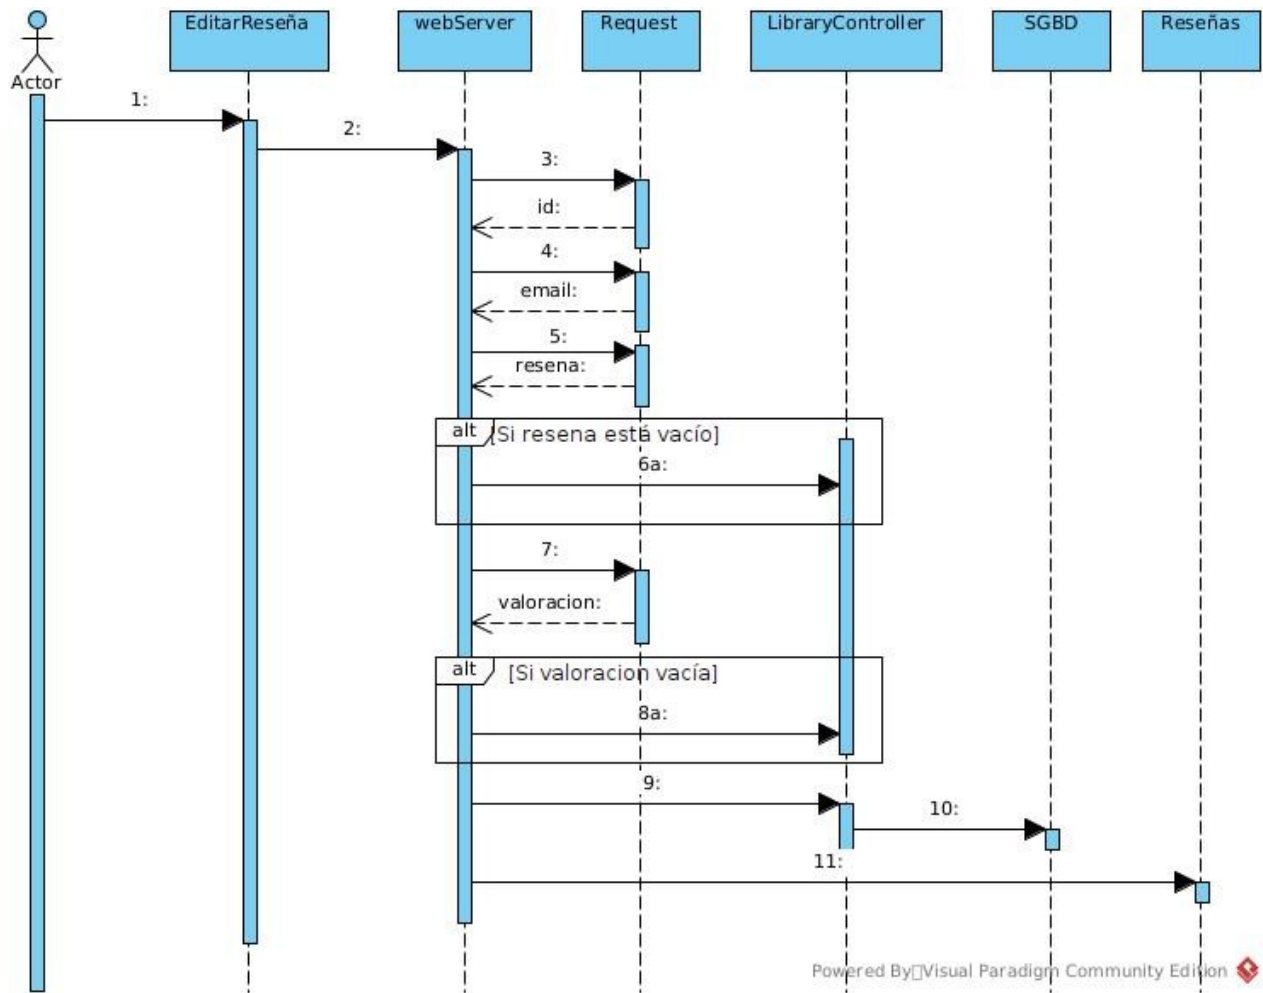 EditarReseña
webServer
Request
LibraryController
SGBD
Reseñas
Actor
1:
2:
3:
id:
4:
email:
5:
resena:
alt
[Si resena está vacío]
6a:
7:
valoracion:
alt
[Si valoracion vacía]
8a:
9:
10:
11:
Powered By Visual Paradigm Community Edition